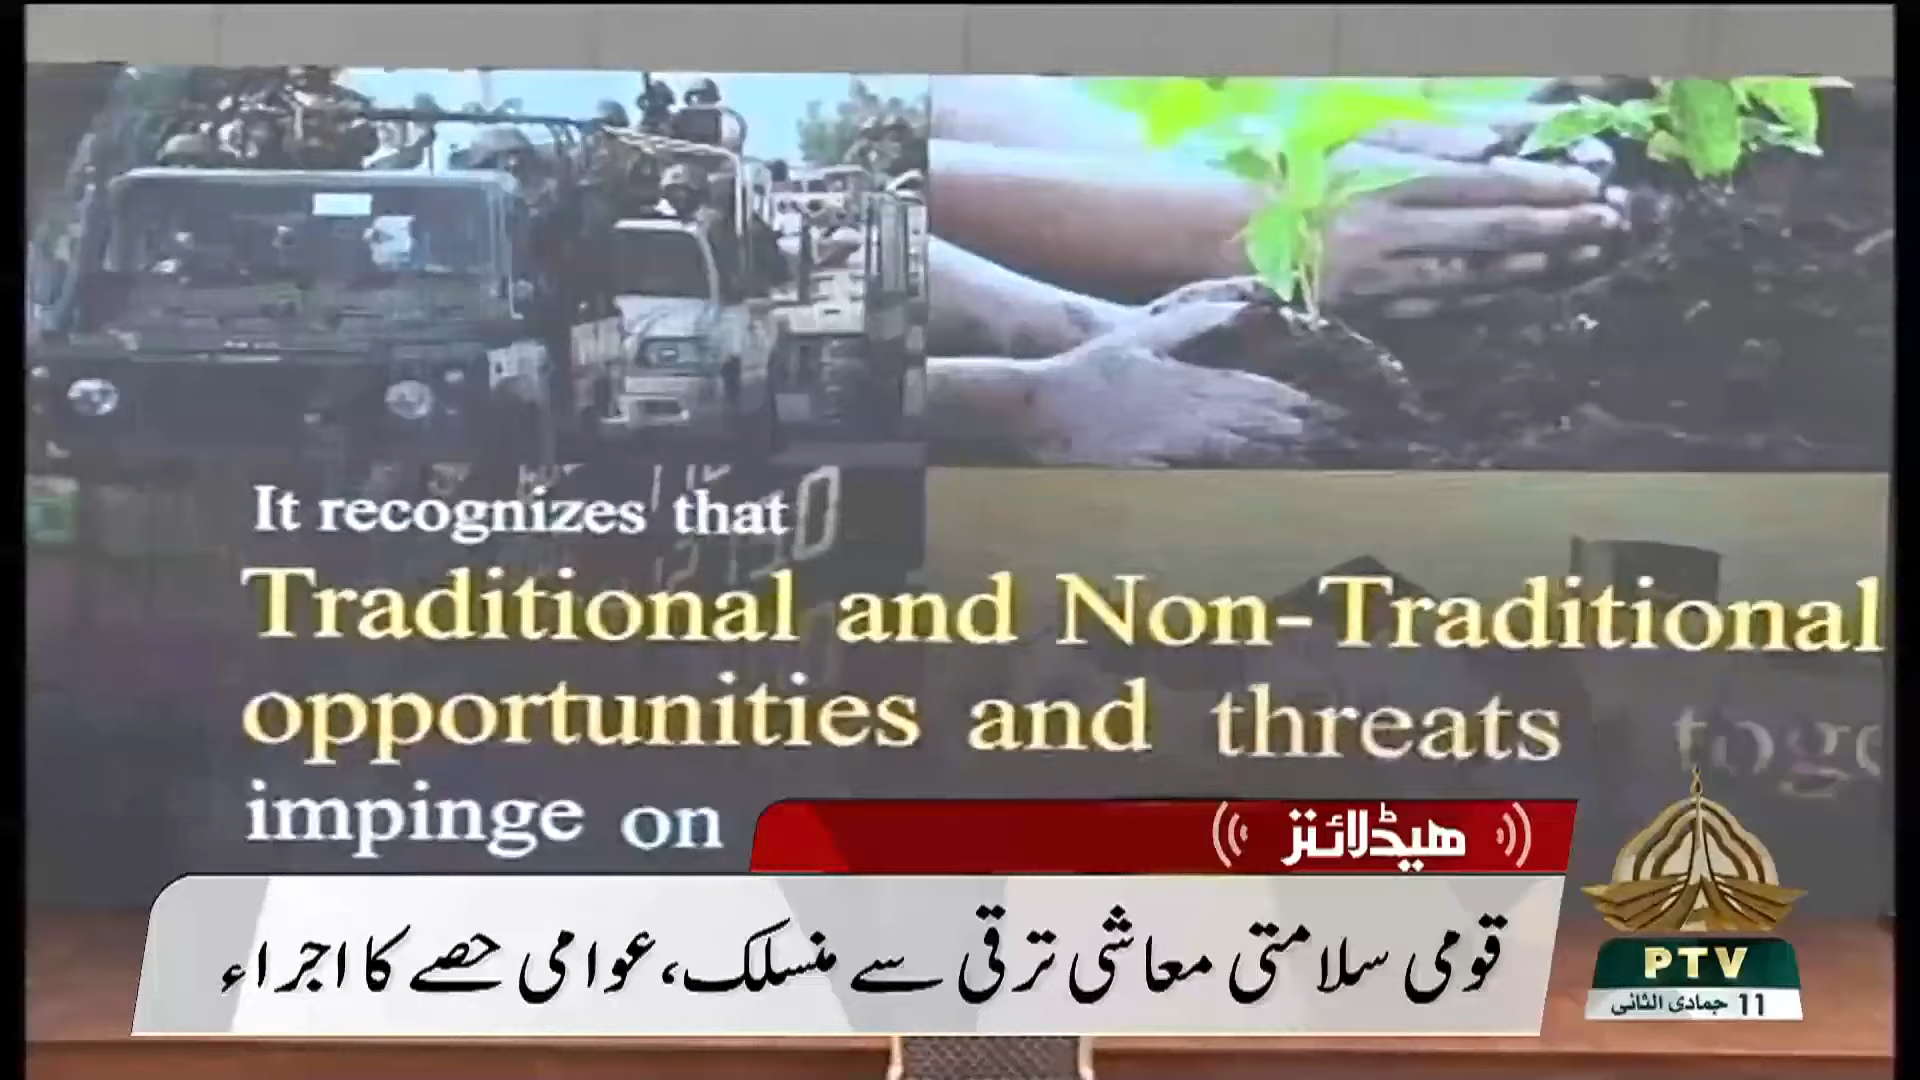 It recognizes that
Traditional and Non-Traditional
opportunities and threats
impinge on
ہیڈلائنز
قومی سلامتی معاشی ترقی سے منسلک، عوامی حصے کا اجراء
PTV
11 جمادی الثانی